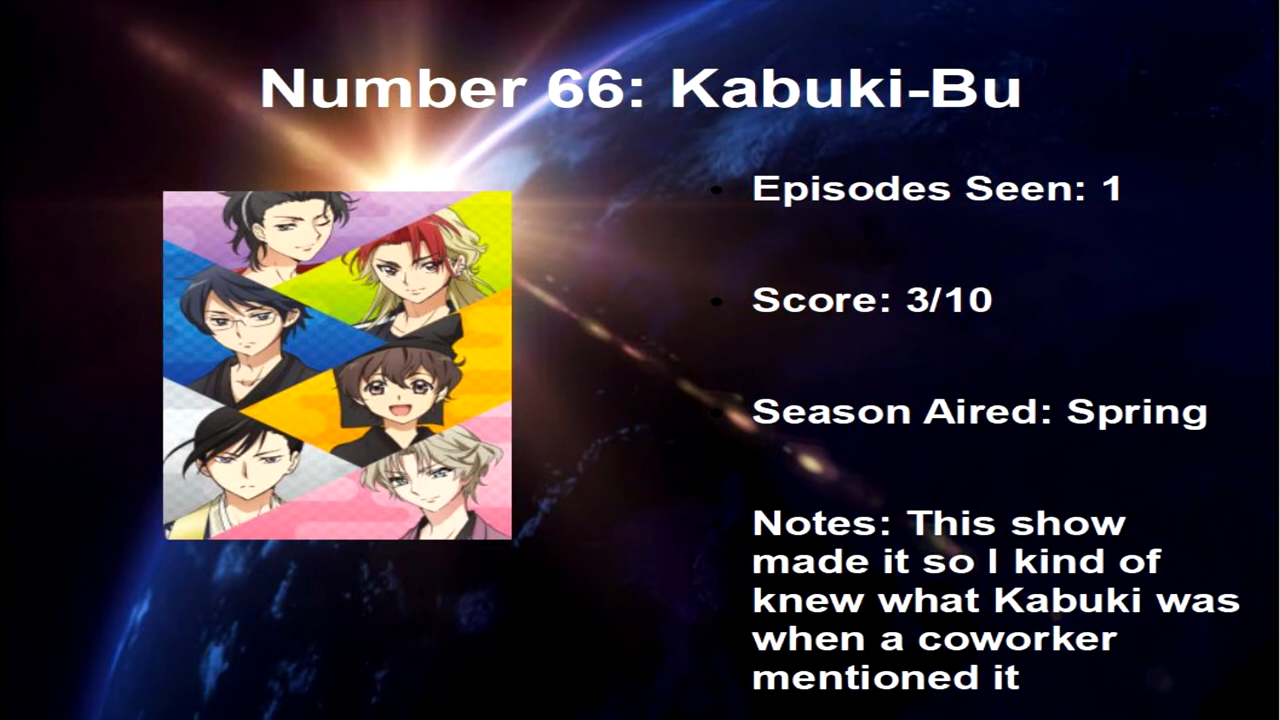 Number 66: Kabuki-Bu
Episodes Seen: 1
Score: 3/10
Season Aired: Spring
Notes: This show
made it so I kind of
knew what Kabuki was
when a coworker
mentioned it